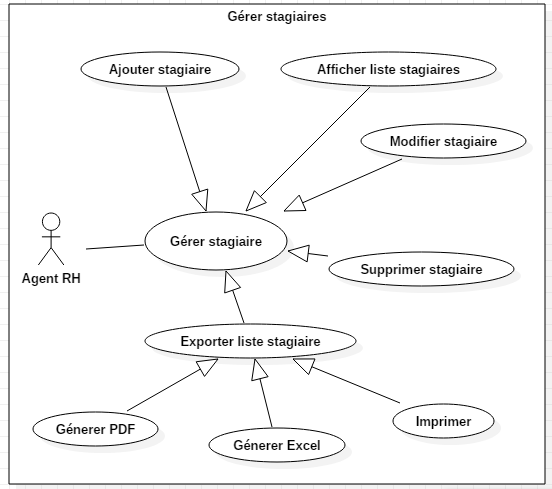 Gérer stagiaires
Ajouter stagiaire
Afficher liste stagiaires
Modifier stagiaire
Gérer stagiaire
Agent RH
Supprimer stagiaire
Exporter liste stagiaire
Génerer PDF
Génerer Excel
Imprimer